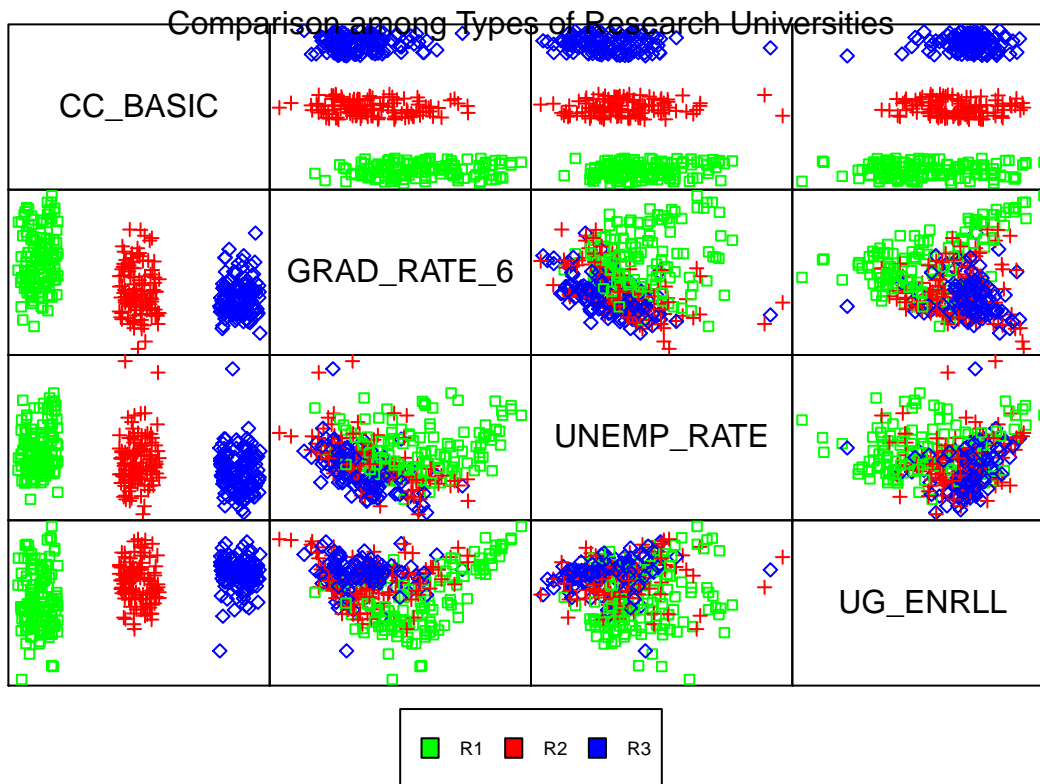 Comparison among Types of Research Universities
CC_BASIC
GRAD_RATE_6
UNEMP_RATE
UG_ENRLL
R1 R2 R3